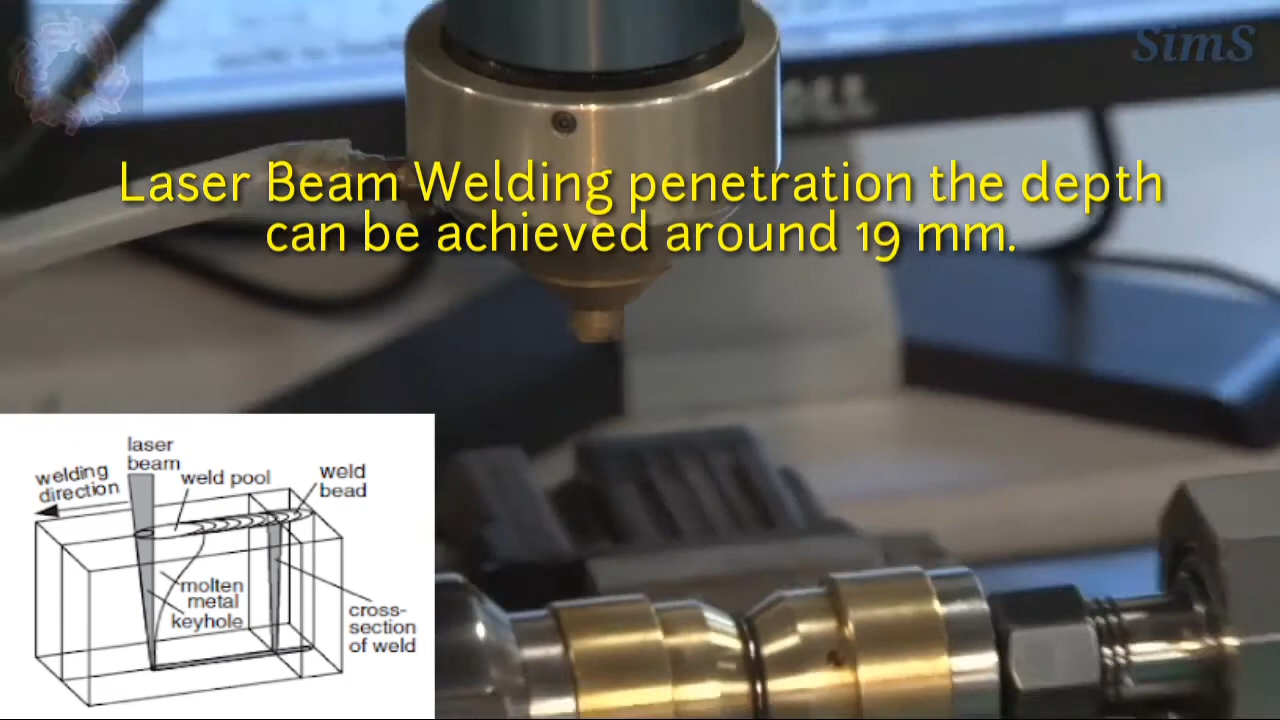 SimS
Laser Beam Welding penetration the depth
can be achieved around 19 mm.
laser
beam
welding
direction
weld pool
weld
bead
molten
metal
keyhole
cross-
section
of weld